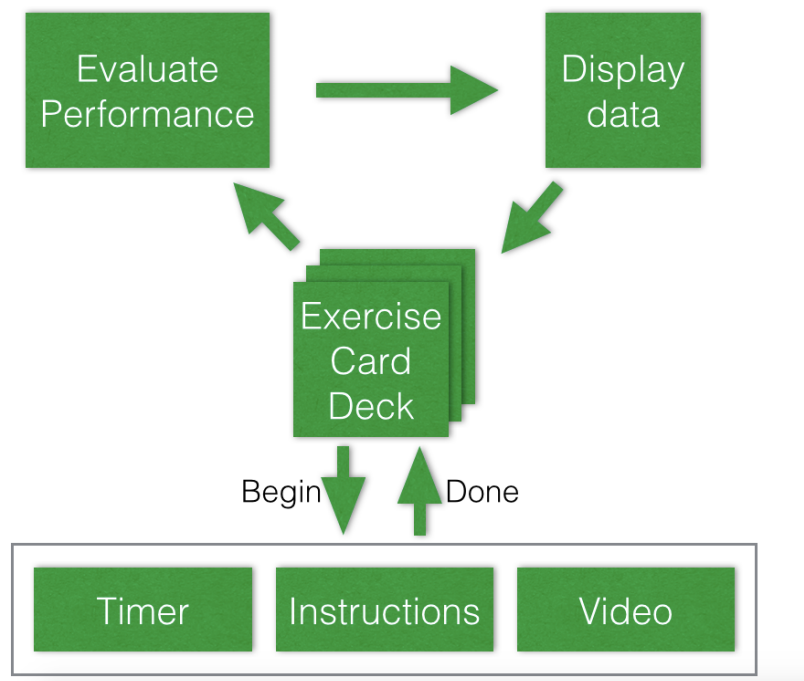 Evaluate
Performance
Display
data
Exercise
Card
Deck
Begin
Done
Timer
Instructions
Video